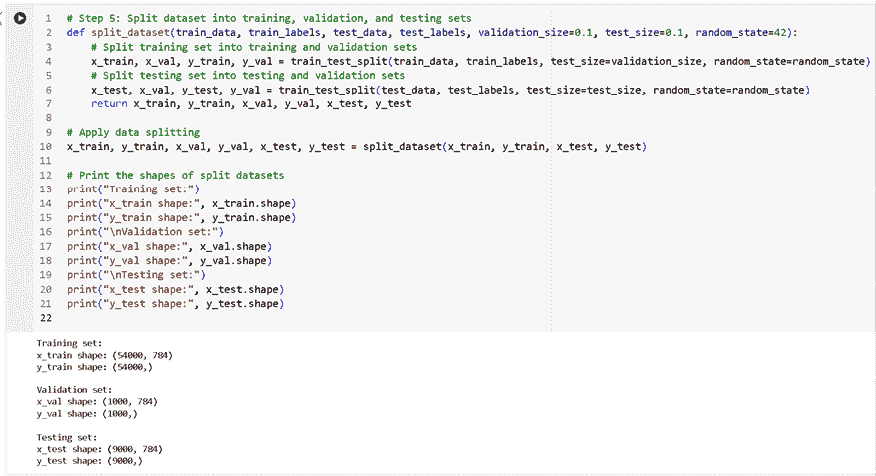 1 # Step 5: Split dataset into training, validation, and testing sets
2 def split_dataset(train_data, train_labels, test_data, test_labels, validation_size=0.1, test_size=0.1, random_state=42):
3 # Split training set into training and validation sets
4 x_train, x_val, y_train, y_val = train_test_split(train_data, train_labels, test_size=validation_size, random_state=random_state)
5 # Split testing set into testing and validation sets
6 x_test, x_val, y_test, y_val = train_test_split(test_data, test_labels, test_size=test_size, random_state=random_state)
7 return x_train, y_train, x_val, y_val, x_test, y_test
8
9 # Apply data splitting
10 x_train, y_train, x_val, y_val, x_test, y_test = split_dataset(x_train, y_train, x_test, y_test)
11
12 # Print the shapes of split datasets
13 print("Training set:")
14 print("x_train shape:", x_train.shape)
15 print("y_train shape:", y_train.shape)
16 print("\nValidation set:")
17 print("x_val shape:", x_val.shape)
18 print("y_val shape:", y_val.shape)
19 print("\nTesting set:")
20 print("x_test shape:", x_test.shape)
21 print("y_test shape:", y_test.shape)
22
Training set:
x_train shape: (54000, 784)
y_train shape: (54000,)
Validation set:
x_val shape: (1000, 784)
y_val shape: (1000,)
Testing set:
x_test shape: (9000, 784)
y_test shape: (9000,)